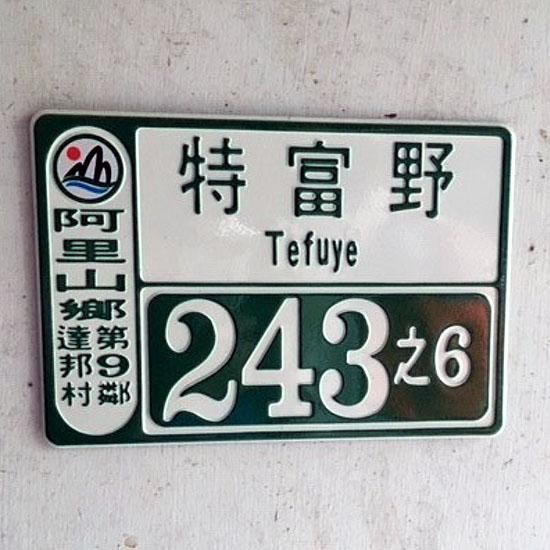 特富野
Tefuye
243之6
阿里山鄉
達邦村
第9鄰